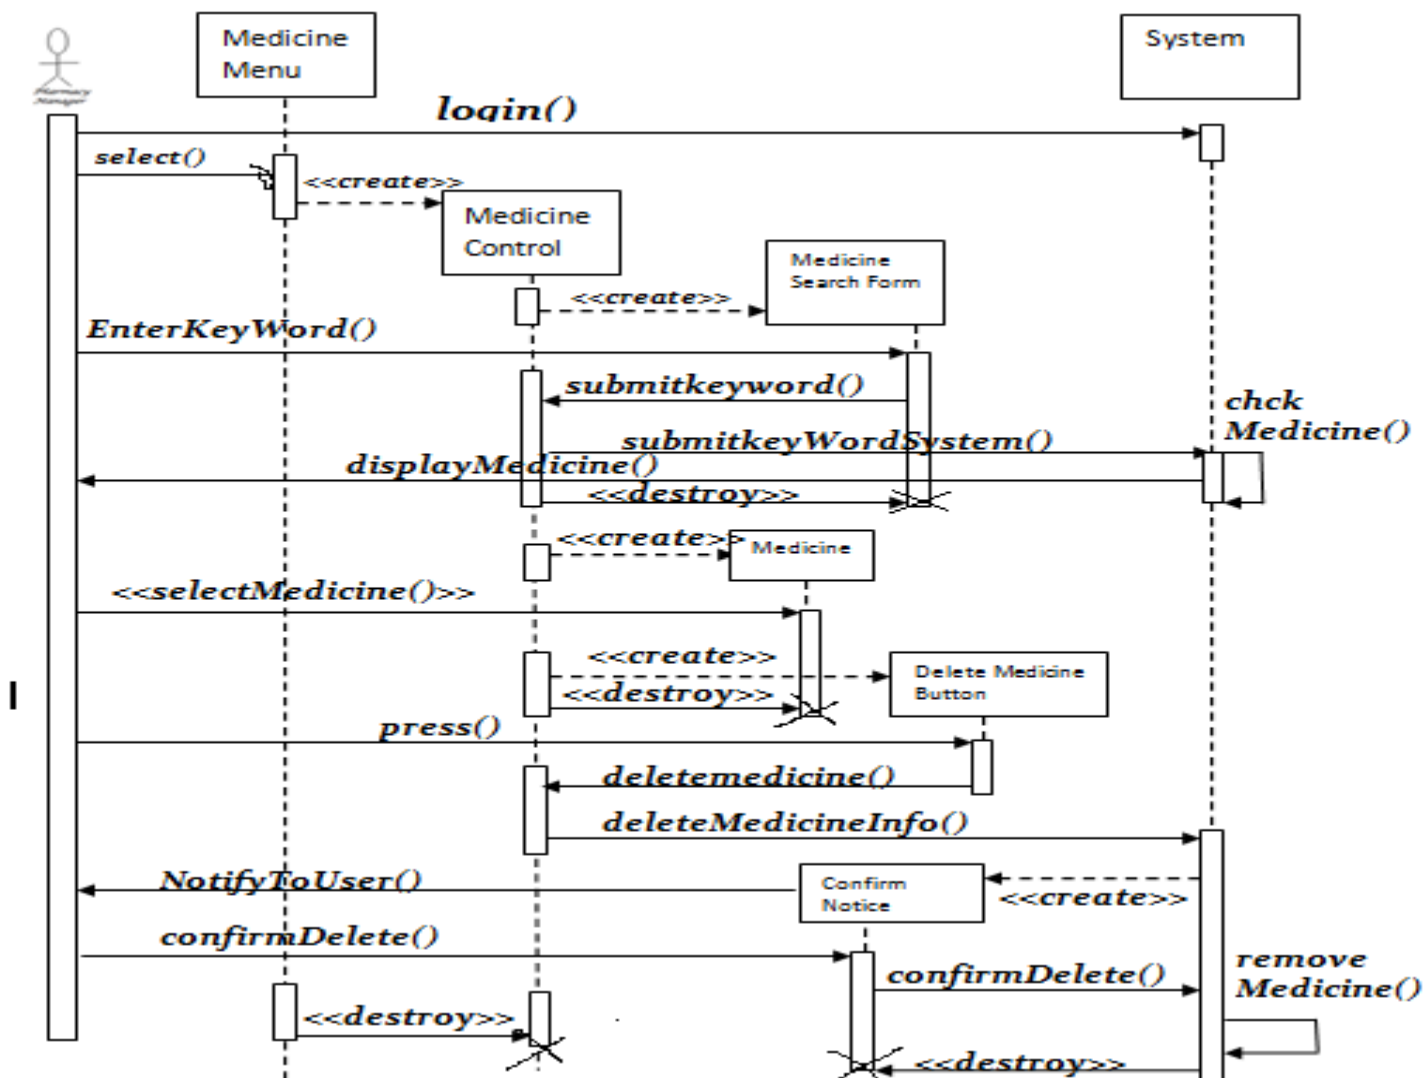 Medicine
Menu
System
Pharmacy
Manager
login()
select()
<<create>>
Medicine
Control
Medicine
Search Form
<<create>>
EnterKeyWord()
submitkeyword()
chck
Medicine()
submitkeyWordSystem()
displayMedicine()
<<destroy>>
<<create>>
Medicine
<<selectMedicine()>>
<<create>>
Delete Medicine
Button
<<destroy>>
press()
deletemedicine()
deleteMedicineInfo()
NotifyToUser()
Confirm
Notice
<<create>>
confirmDelete()
confirmDelete()
remove
Medicine()
<<destroy>>
<<destroy>>